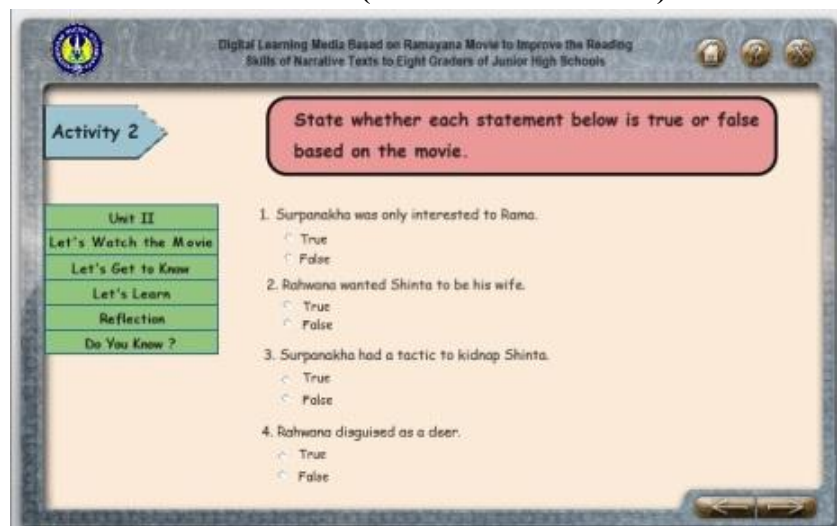 Digital Learning Media Based on Ramayana Movie to Improve the Reading
Skills of Narrative Texts to Eight Graders of Junior High Schools
Activity 2
State whether each statement below is true or false
based on the movie.
Unit II
Let's Watch the Movie
Let's Get to Know
Let's Learn
Reflection
Do You Know ?
1. Surpanakha was only interested to Rama.
True
False
2. Rahwana wanted Shinta to be his wife.
True
False
3. Surpanakha had a tactic to kidnap Shinta.
True
False
4. Rahwana disguised as a deer.
True
False